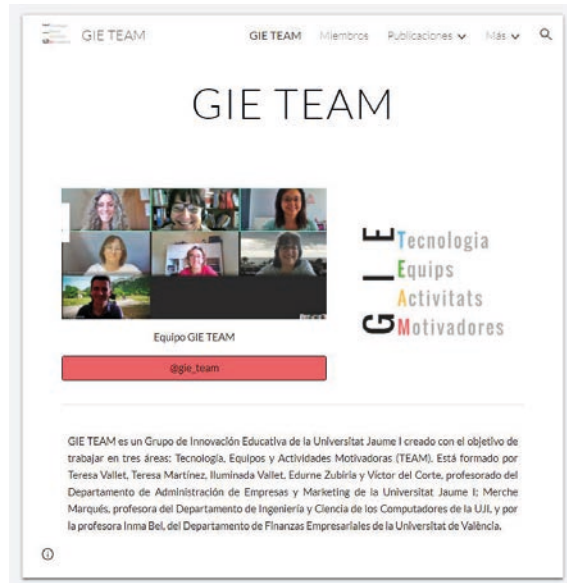 GIE TEAM
GIE TEAM Miembros Publicaciones Más
GIE TEAM
Equipo GIE TEAM
@gie_team
GIE
Tecnologia
Equips
Activitats
Motivadores
GIE TEAM es un Grupo de Innovación Educativa de la Universitat Jaume I creado con el objetivo de
trabajar en tres áreas: Tecnología, Equipos y Actividades Motivadoras (TEAM). Está formado por
Teresa Vallet, Teresa Martínez, Iluminada Vallet, Edurne Zubiria y Víctor del Corte, profesorado del
Departamento de Administración de Empresas y Marketing de la Universitat Jaume I; Merche
Marqués, profesora del Departamento de Ingeniería y Ciencia de los Computadores de la UJI, y por
la profesora Inma Bel, del Departamento de Finanzas Empresariales de la Universitat de València.